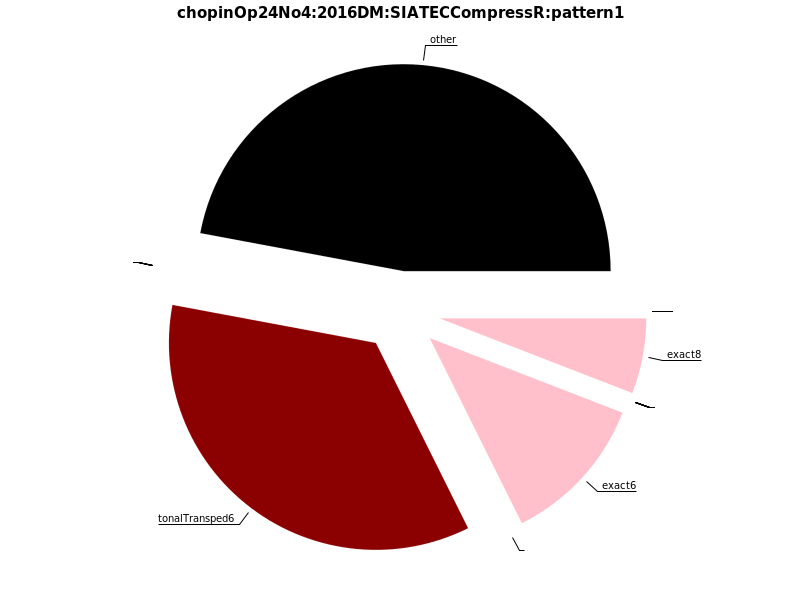 chopinOp24No4:2016DM:SIATECCompressR:pattern1
other
exact8
exact6
tonalTransped6